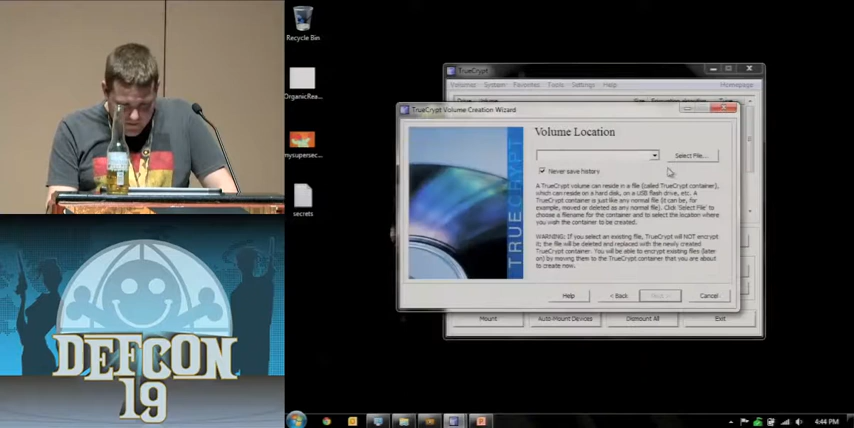 Recycle Bin
OrganicRea...
mysupersec...
secrets
DEFCON
19
TrueCrypt
Volumes System Favorites Tools Settings Help Homepage
TrueCrypt Volume Creation Wizard
TRUECRYPT
Volume Location
Select File...
Never save history
A TrueCrypt volume can reside in a file (called TrueCrypt container),
which can reside on a hard disk, on a USB flash drive, etc. A
TrueCrypt container is just like any normal file (it can be, for
example, moved or deleted as any normal file). Click 'Select File' to
choose a filename for the container and to select the location where
you wish the container to be created.
WARNING: If you select an existing file, TrueCrypt will NOT encrypt
it; the file will be deleted and replaced with the newly created
TrueCrypt container. You will be able to encrypt existing files (later
on) by moving them to the TrueCrypt container that you are about
to create now.
Help
< Back
Cancel
Mount
Auto-Mount Devices
Dismount All
Exit
4:44 PM